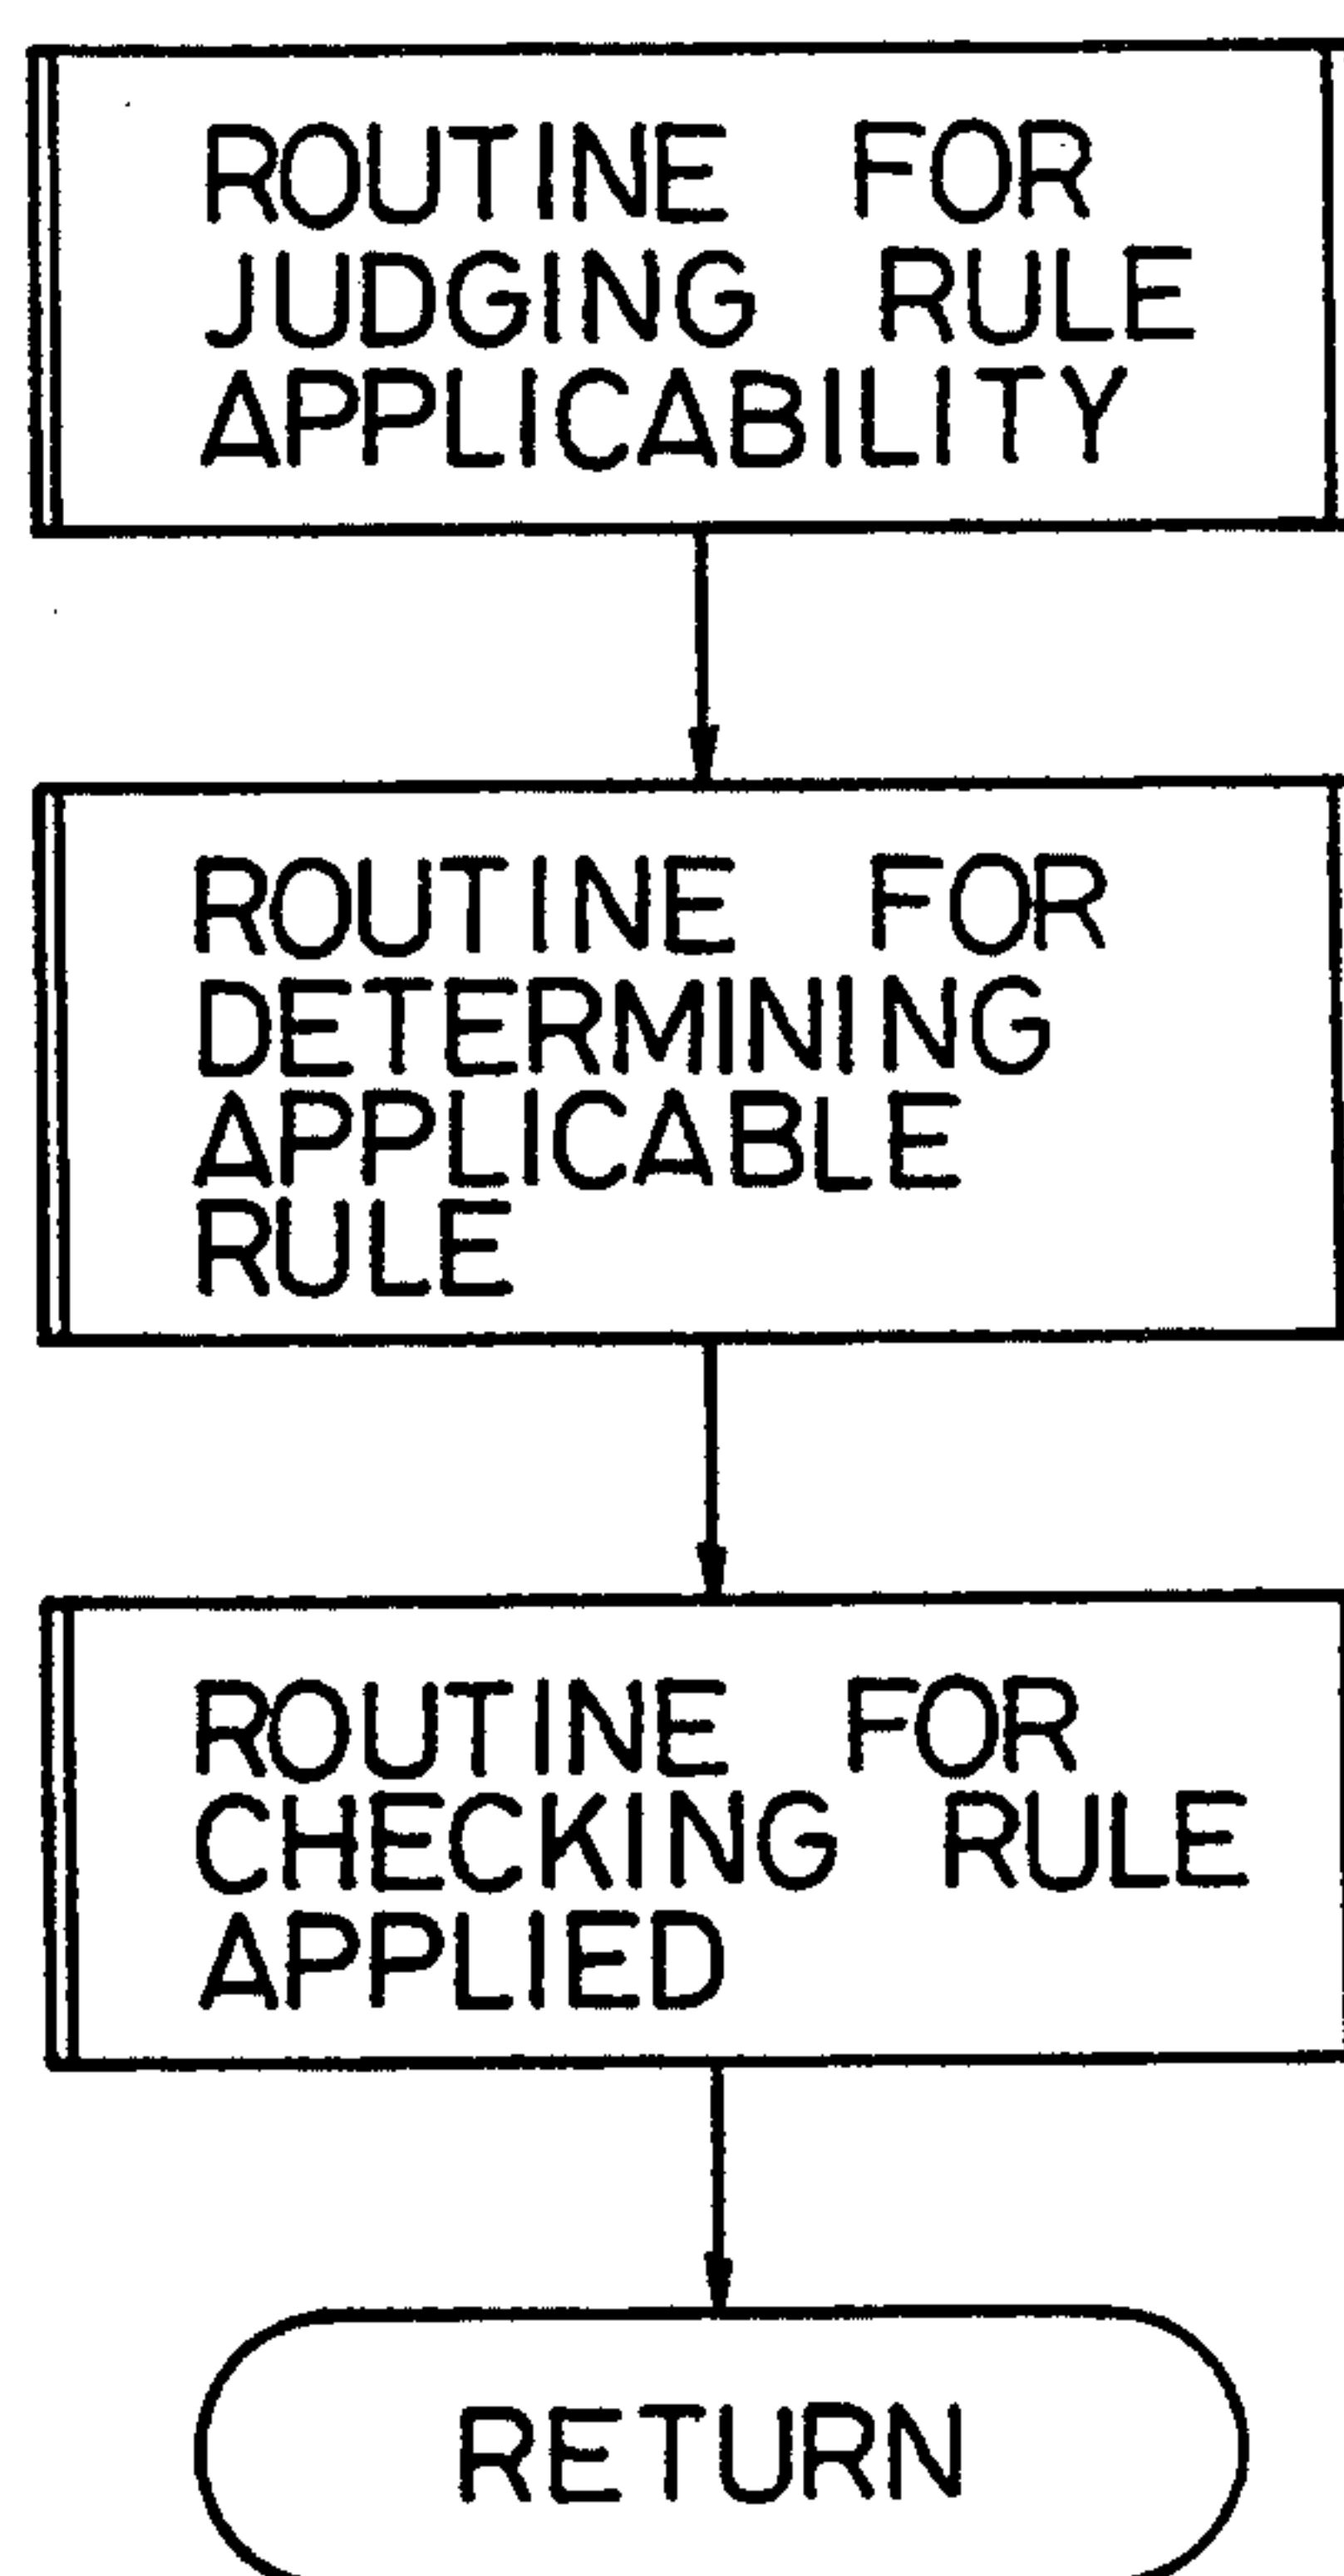 ROUTINE FOR
JUDGING RULE
APPLICABILITY
ROUTINE FOR
DETERMINING
APPLICABLE
RULE
ROUTINE FOR
CHECKING RULE
APPLIED
RETURN